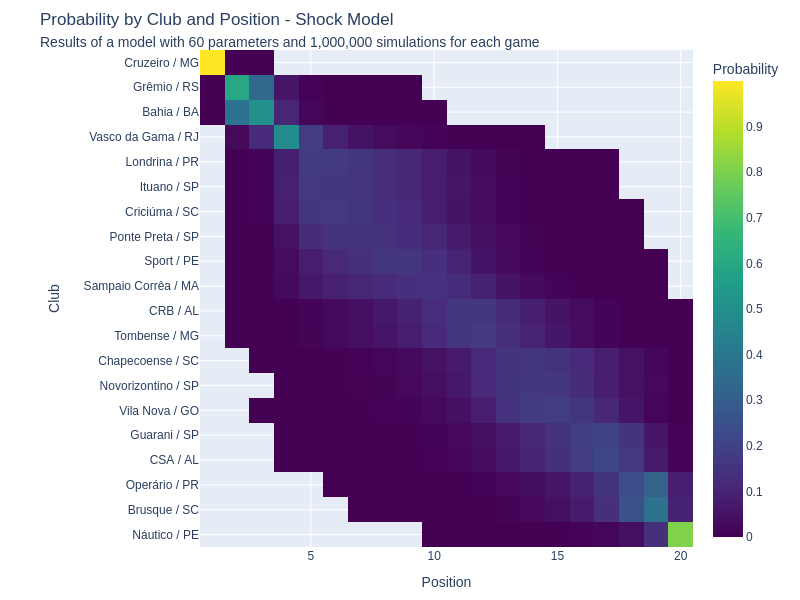 Probability by Club and Position - Shock Model
Results of a model with 60 parameters and 1,000,000 simulations for each game
Probability
Club
Cruzeiro / MG
Grêmio / RS
Bahia / BA
Vasco da Gama / RJ
Londrina / PR
Ituano / SP
Criciúma / SC
Ponte Preta / SP
Sport / PE
Sampaio Corrêa / MA
CRB / AL
Tombense / MG
Chapecoense / SC
Novorizontino / SP
Vila Nova / GO
Guarani / SP
CSA / AL
Operário / PR
Brusque / SC
Náutico / PE
5 10 15 20
Position
0.9
0.8
0.7
0.6
0.5
0.4
0.3
0.2
0.1
0